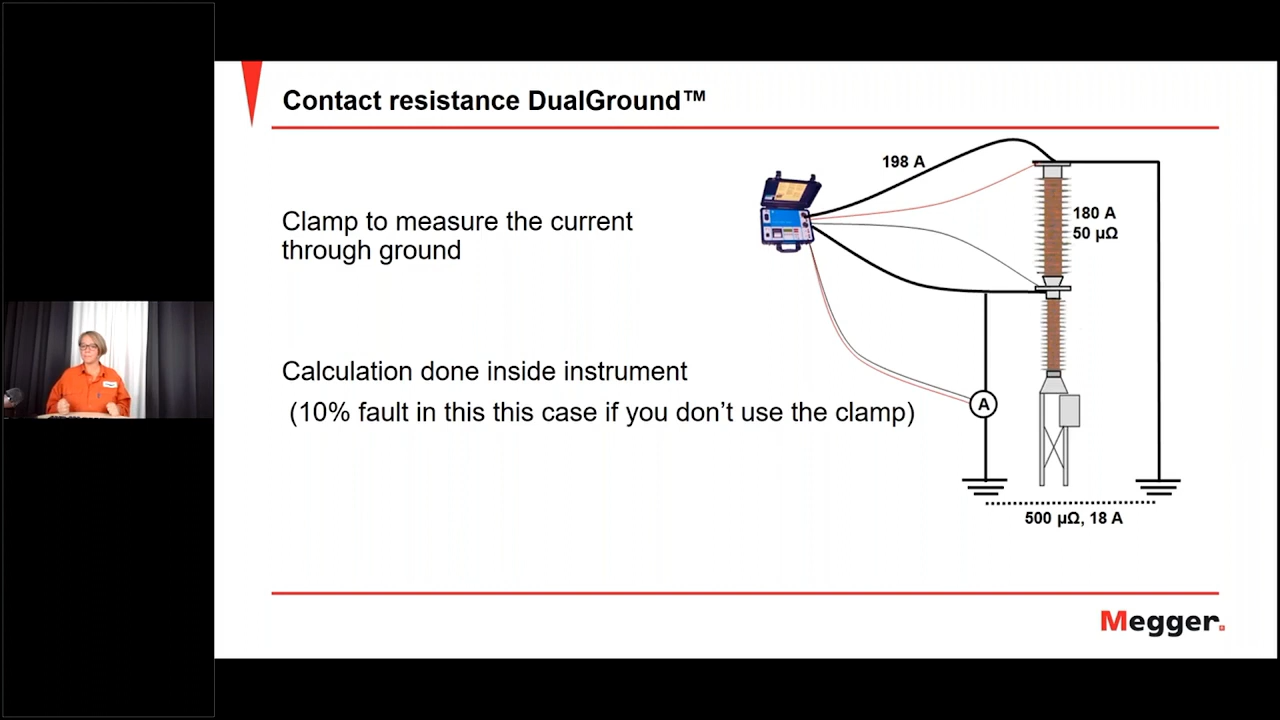 Contact resistance DualGround™
198 A
Clamp to measure the current
through ground
180 A
50 µΩ
Calculation done inside instrument
(10% fault in this this case if you don’t use the clamp)
A
500 µΩ, 18 A
Megger